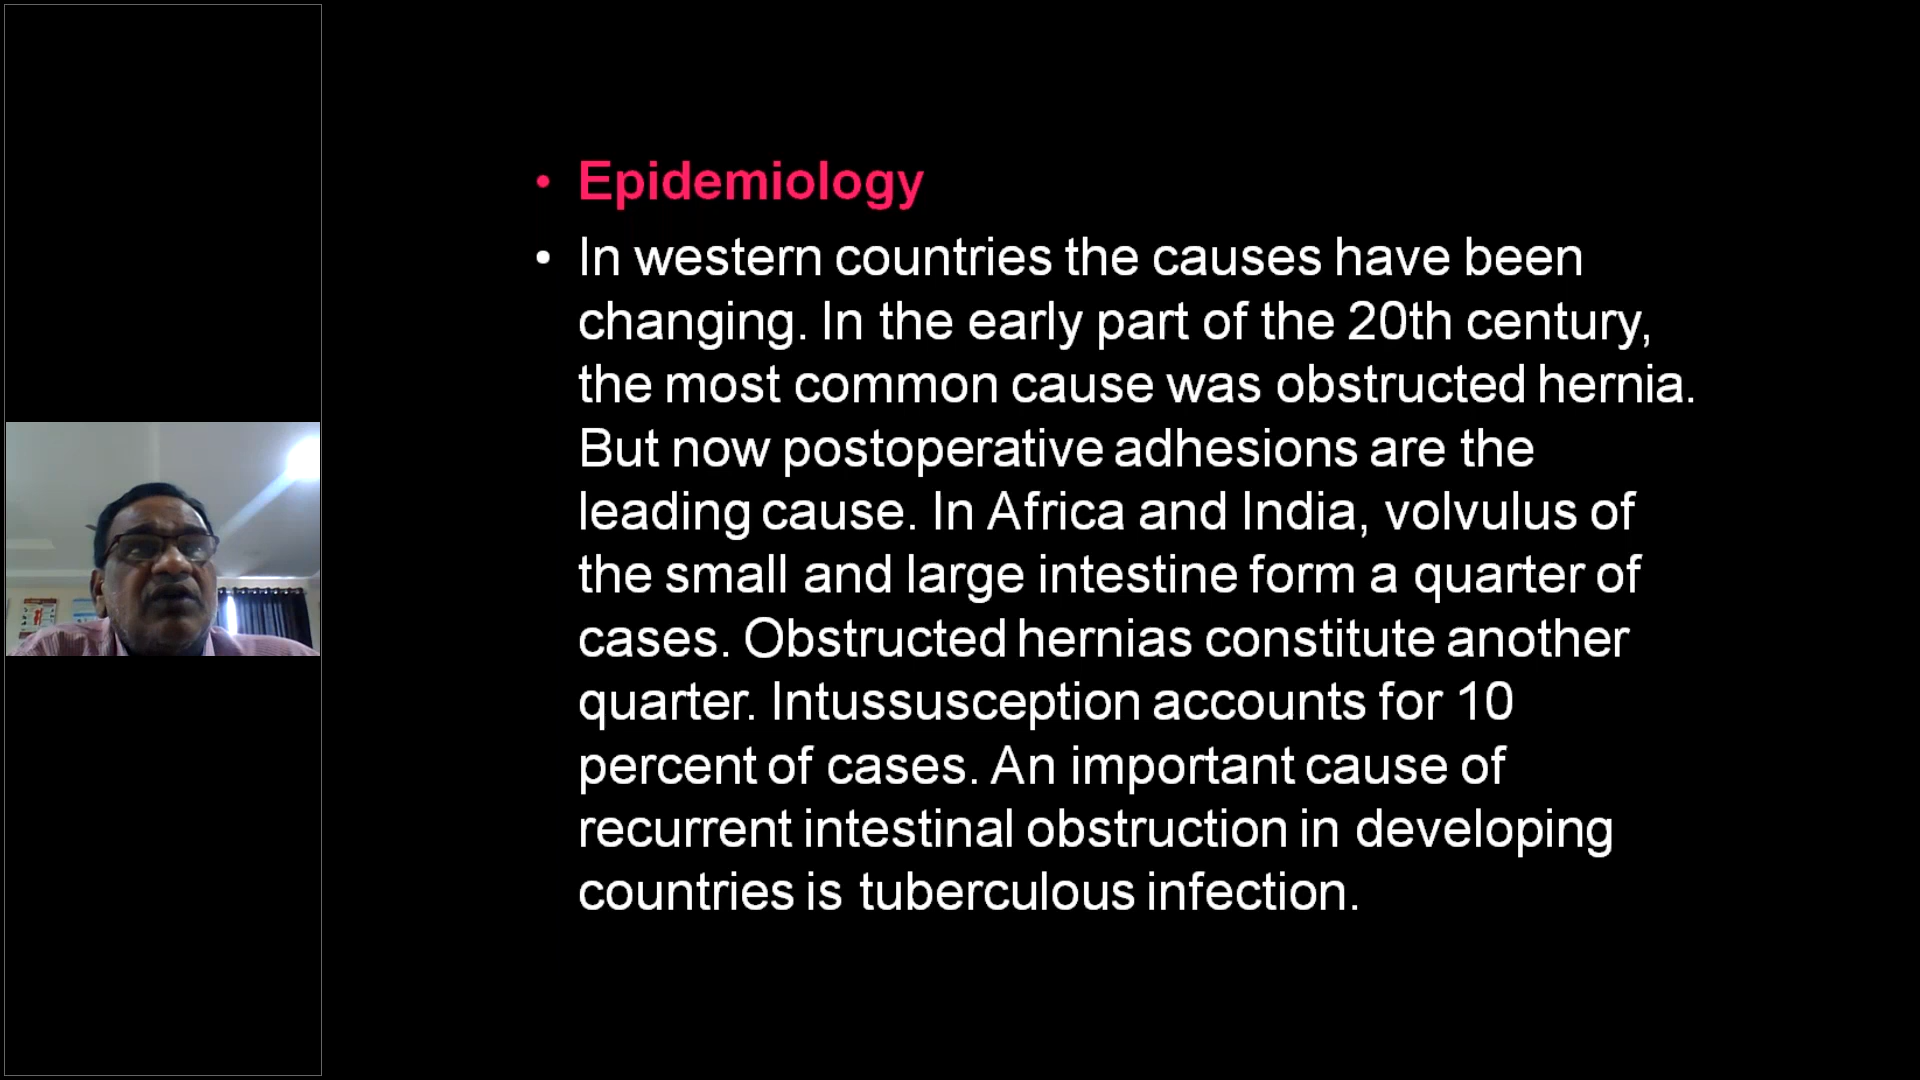 • Epidemiology
• In western countries the causes have been
changing. In the early part of the 20th century,
the most common cause was obstructed hernia.
But now postoperative adhesions are the
leading cause. In Africa and India, volvulus of
the small and large intestine form a quarter of
cases. Obstructed hernias constitute another
quarter. Intussusception accounts for 10
percent of cases. An important cause of
recurrent intestinal obstruction in developing
countries is tuberculous infection.